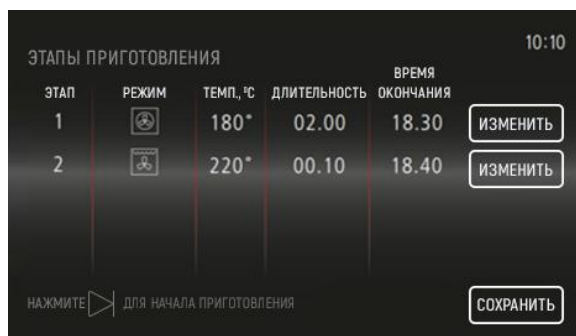 10:10
ЭТАПЫ ПРИГОТОВЛЕНИЯ
ЭТАП РЕЖИМ ТЕМП., °C ДЛИТЕЛЬНОСТЬ ВРЕМЯ ОКОНЧАНИЯ
1 180° 02.00 18.30 ИЗМЕНИТЬ
2 220° 00.10 18.40 ИЗМЕНИТЬ
НАЖМИТЕ ДЛЯ НАЧАЛА ПРИГОТОВЛЕНИЯ СОХРАНИТЬ